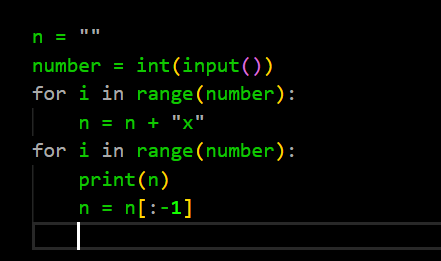 n = ""
number = int(input())
for i in range(number):
    n = n + "x"
for i in range(number):
    print(n)
    n = n[:-1]